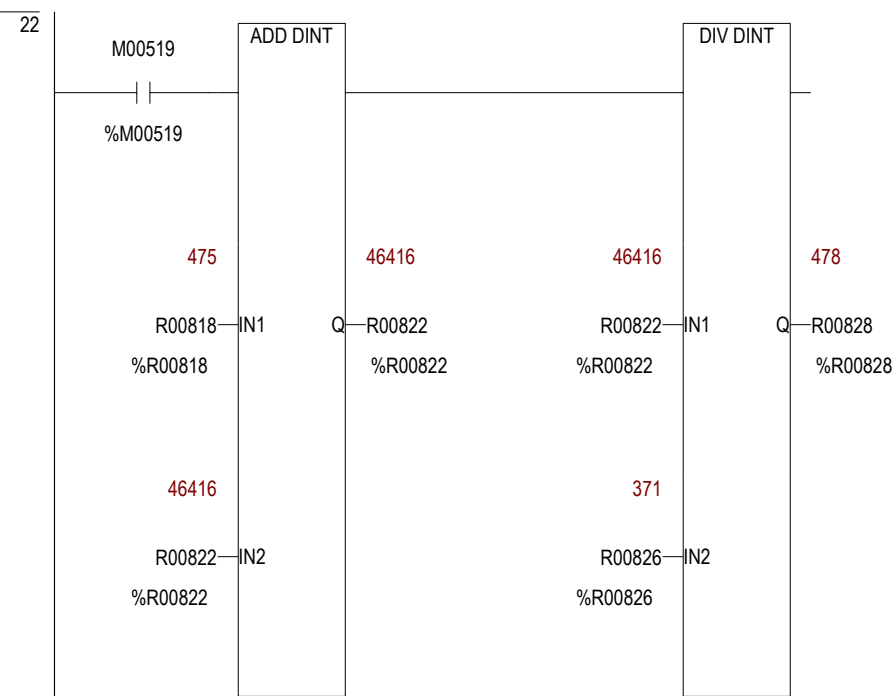 22
M00519
ADD DINT
DIV DINT
%M00519
475
46416
46416
478
R00818 IN1
Q R00822
R00822 IN1
Q R00828
%R00818
%R00822
%R00822
%R00828
46416
371
R00822 IN2
R00826 IN2
%R00822
%R00826